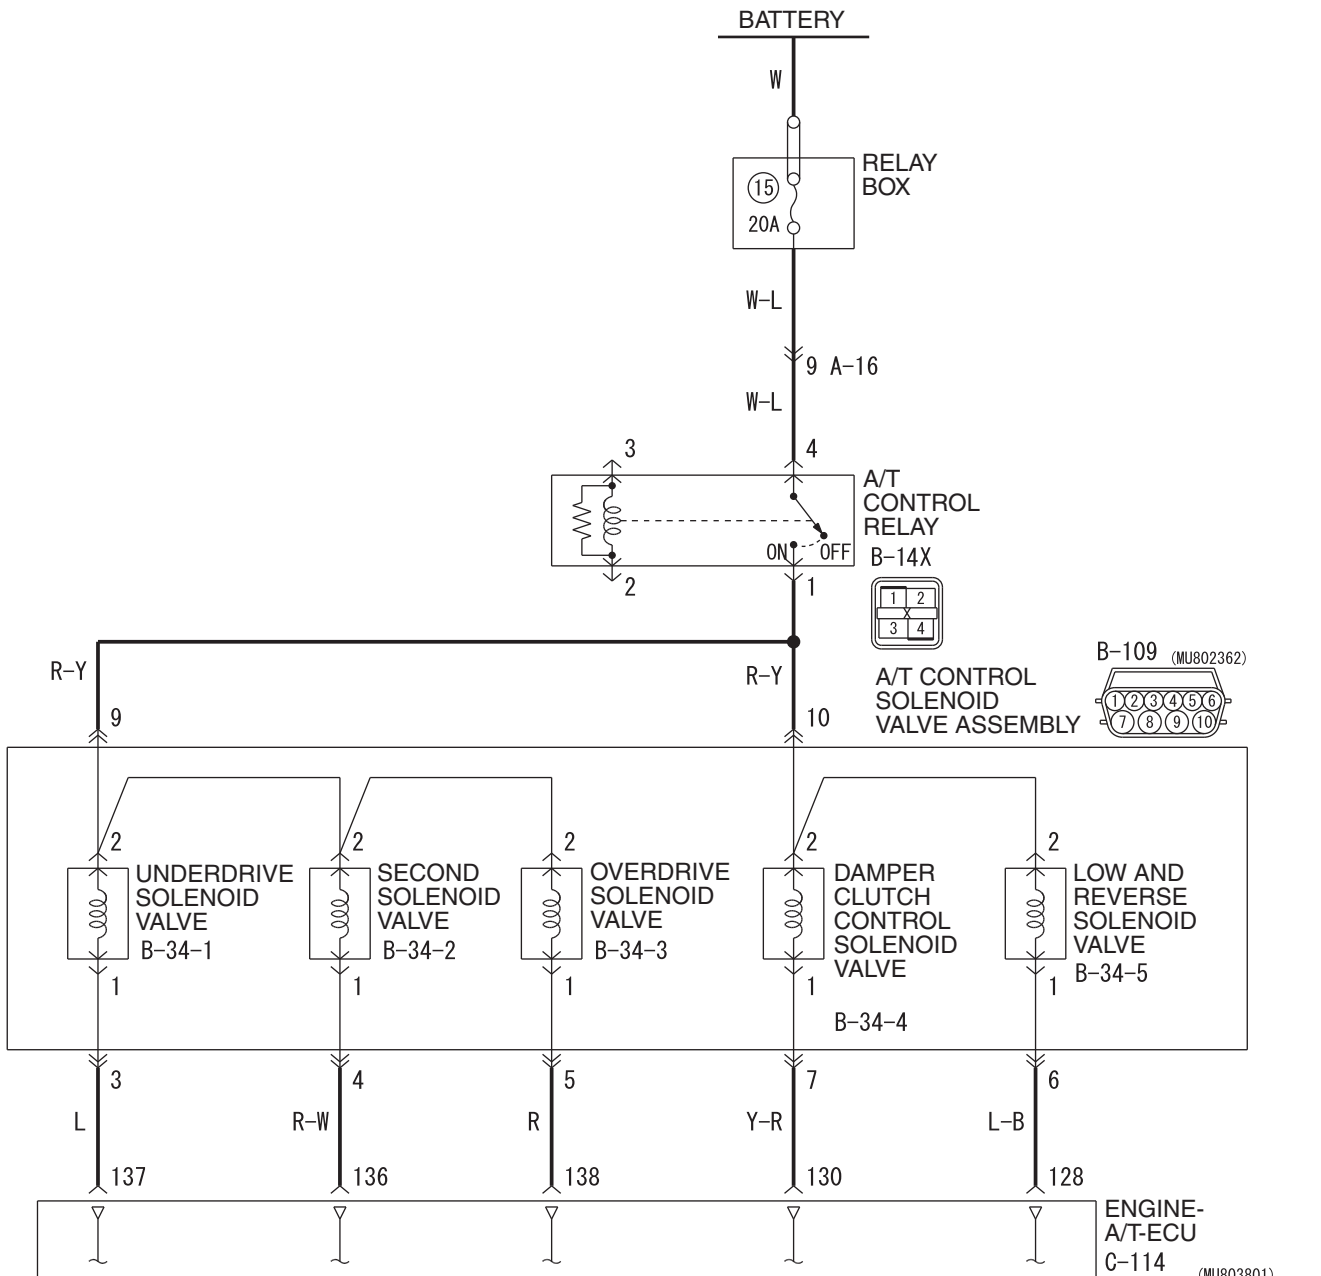 BATTERY
W
RELAY
BOX
15
20A
W-L
9 A-16
W-L
3
4
A/T
CONTROL
RELAY
ON
OFF
B-14X
2
1
1 2
X
3 4
R-Y
R-Y
A/T CONTROL
SOLENOID
VALVE ASSEMBLY
B-109 (MU802362)
1 2 3 4 5 6
7 8 9 10
9
10
2
UNDERDRIVE
SOLENOID
VALVE
B-34-1
1
2
SECOND
SOLENOID
VALVE
B-34-2
1
2
OVERDRIVE
SOLENOID
VALVE
B-34-3
1
2
DAMPER
CLUTCH
CONTROL
SOLENOID
VALVE
B-34-4
1
2
LOW AND
REVERSE
SOLENOID
VALVE
B-34-5
1
3
4
5
7
6
L
R-W
R
Y-R
L-B
137
136
138
130
128
ENGINE-
A/T-ECU
C-114
(MU803801)